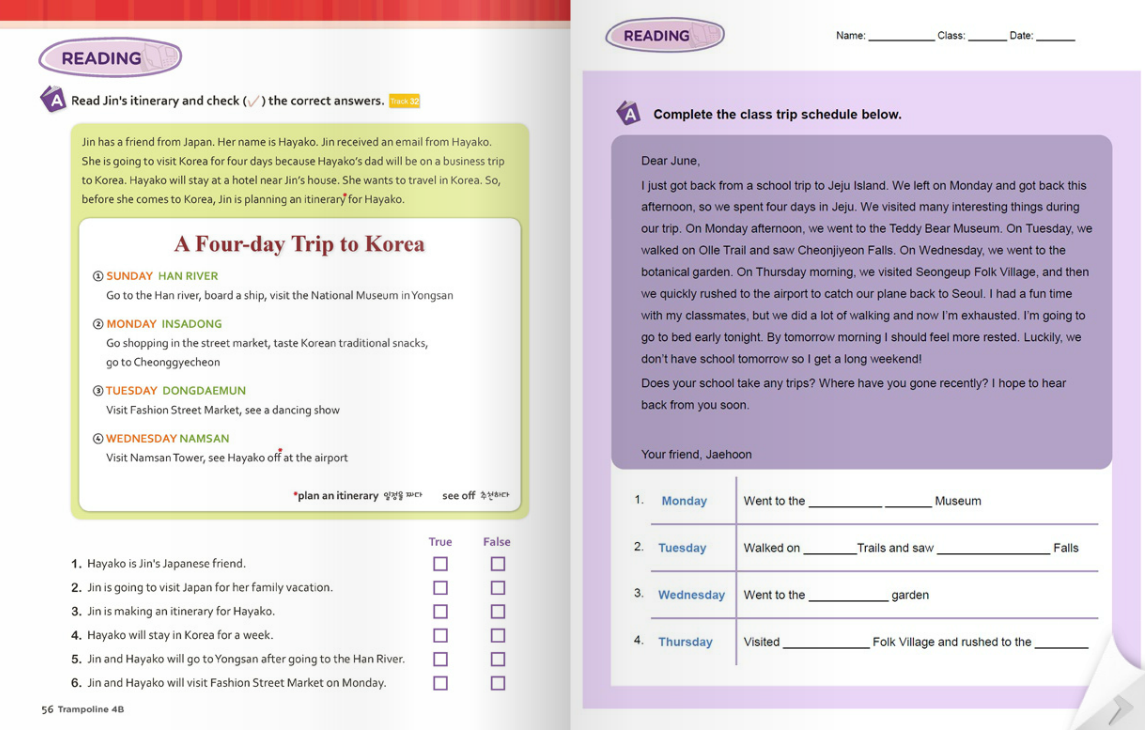 READING
A Read Jin's itinerary and check (✓) the correct answers. Track 32
Jin has a friend from Japan. Her name is Hayako. Jin received an email from Hayako.
She is going to visit Korea for four days because Hayako's dad will be on a business trip
to Korea. Hayako will stay at a hotel near Jin's house. She wants to travel in Korea. So,
before she comes to Korea, Jin is planning an itinerary* for Hayako.
A Four-day Trip to Korea
① SUNDAY HAN RIVER
Go to the Han river, board a ship, visit the National Museum in Yongsan
② MONDAY INSADONG
Go shopping in the street market, taste Korean traditional snacks,
go to Cheonggyecheon
③ TUESDAY DONGDAEMUN
Visit Fashion Street Market, see a dancing show
④ WEDNESDAY NAMSAN
Visit Namsan Tower, see Hayako off* at the airport
*plan an itinerary 일정을 짜다 see off 추천하다
True False
1. Hayako is Jin's Japanese friend.
2. Jin is going to visit Japan for her family vacation.
3. Jin is making an itinerary for Hayako.
4. Hayako will stay in Korea for a week.
5. Jin and Hayako will go to Yongsan after going to the Han River.
6. Jin and Hayako will visit Fashion Street Market on Monday.
56 Trampoline 4B
READING
Name: ________ Class: ________ Date: ________
A Complete the class trip schedule below.
Dear June,
I just got back from a school trip to Jeju Island. We left on Monday and got back this
afternoon, so we spent four days in Jeju. We visited many interesting things during
our trip. On Monday afternoon, we went to the Teddy Bear Museum. On Tuesday, we
walked on Olle Trail and saw Cheonjiyeon Falls. On Wednesday, we went to the
botanical garden. On Thursday morning, we visited Seongeup Folk Village, and then
we quickly rushed to the airport to catch our plane back to Seoul. I had a fun time
with my classmates, but we did a lot of walking and now I'm exhausted. I'm going to
go to bed early tonight. By tomorrow morning I should feel more rested. Luckily, we
don't have school tomorrow so I get a long weekend!
Does your school take any trips? Where have you gone recently? I hope to hear
back from you soon.
Your friend, Jaehoon
1. Monday Went to the ________ ________ Museum
2. Tuesday Walked on ________Trails and saw ________ Falls
3. Wednesday Went to the ________ garden
4. Thursday Visited ________ Folk Village and rushed to the ________